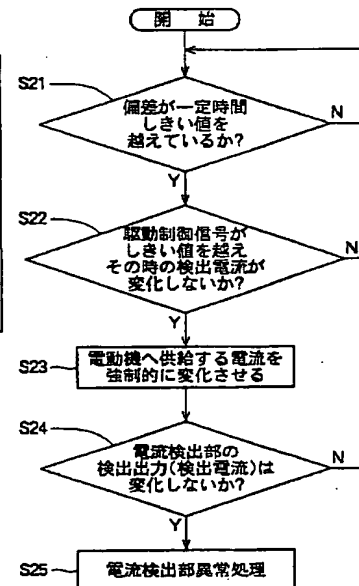 開 始
S21
偏差が一定時間
しきい値を
越えているか?
N
Y
S22
駆動制御信号が
しきい値を越え
その時の検出電流が
変化しないか?
N
Y
S23
電動機へ供給する電流を
強制的に変化させる
S24
電流検出部の
検出出力(検出電流)は
変化しないか?
N
Y
S25
電流検出部異常処理